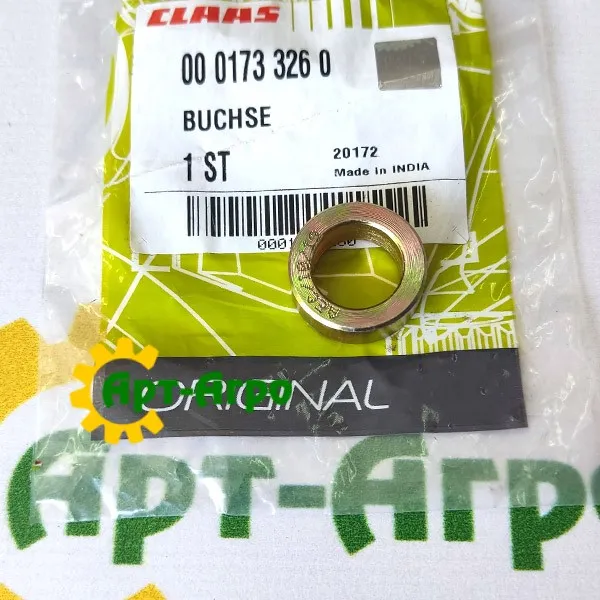 CLAAS
00 0173 326 0
BUCHSE
1 ST
20172
Made in INDIA
ORIGINAL
Арт-Агро
Арт-Агро